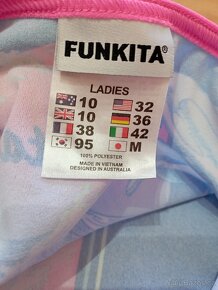 FUNKITA®
LADIES
10 32
10 36
38 42
95 M
100% POLYESTER
MADE IN VIETNAM
DESIGNED IN AUSTRALIA